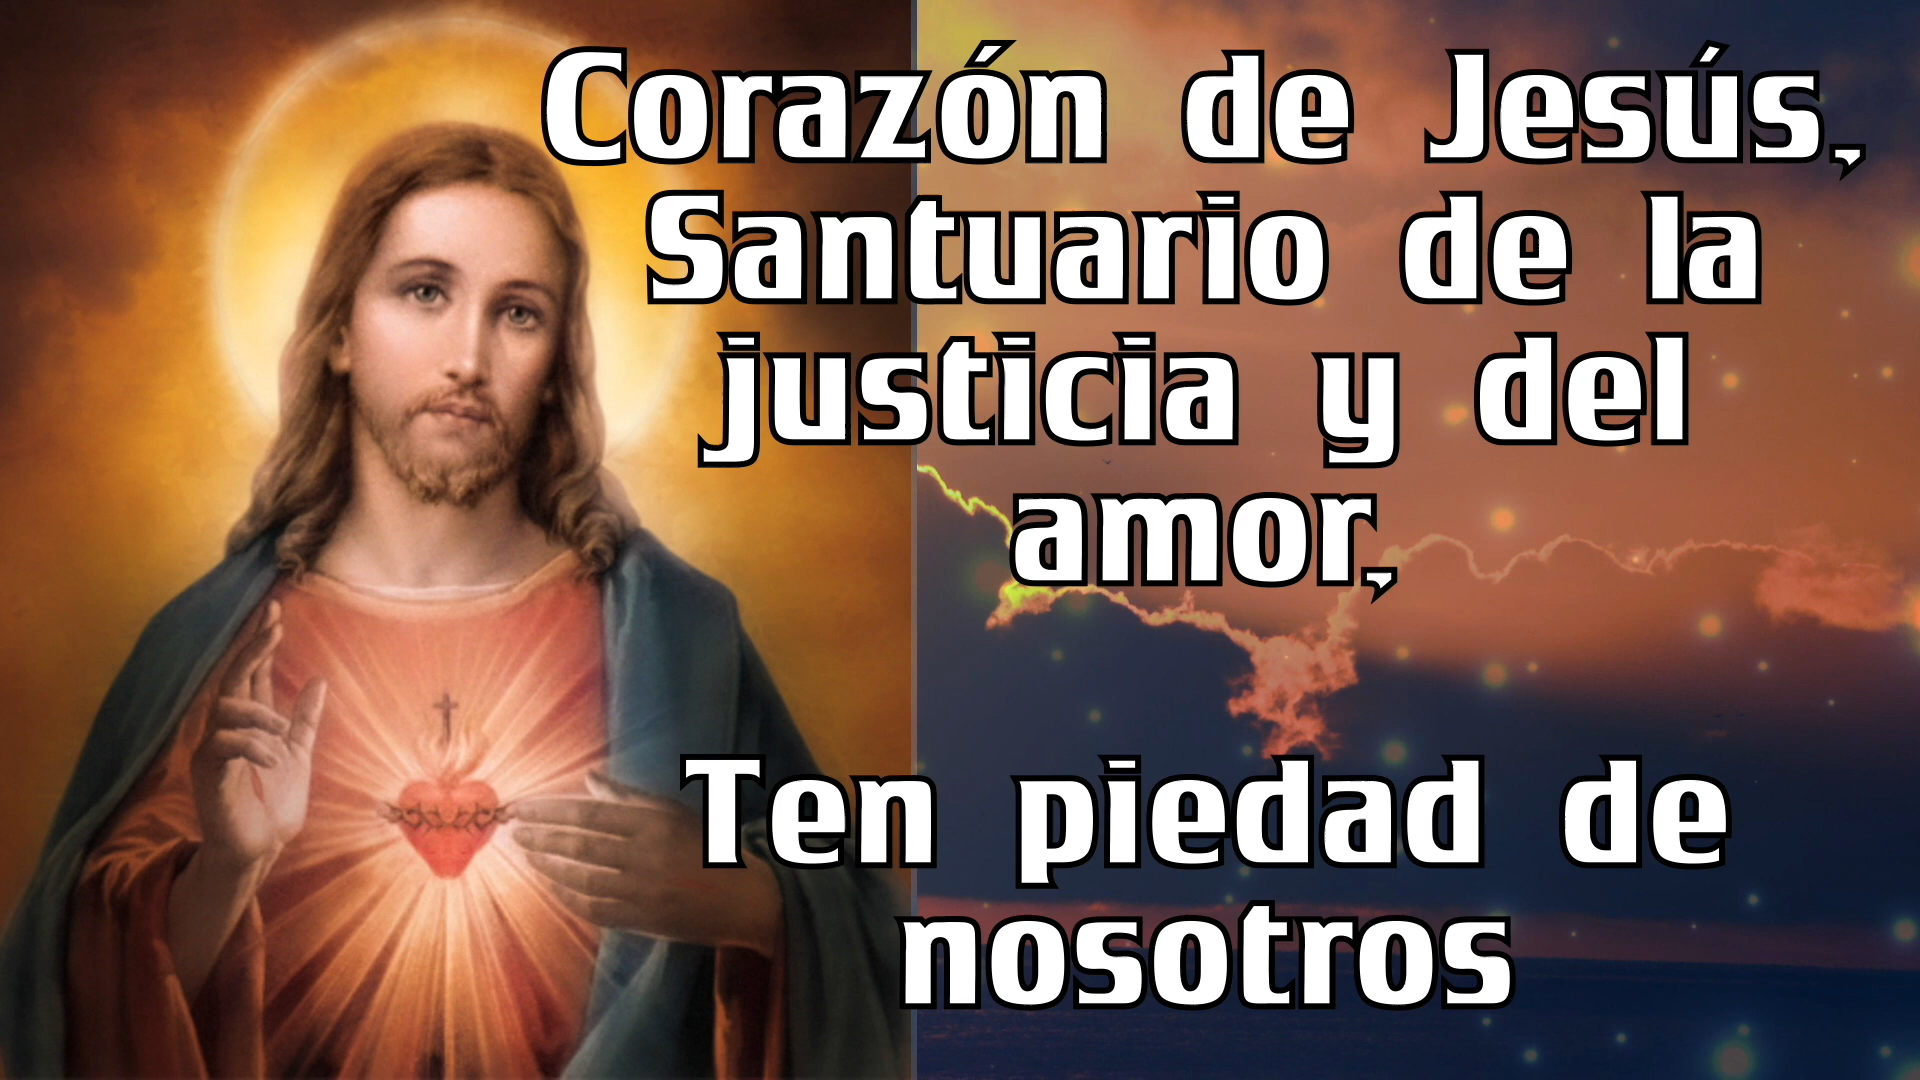 Corazón de Jesús,
Santuario de la
justicia y del
amor,
Ten piedad de
nosotros